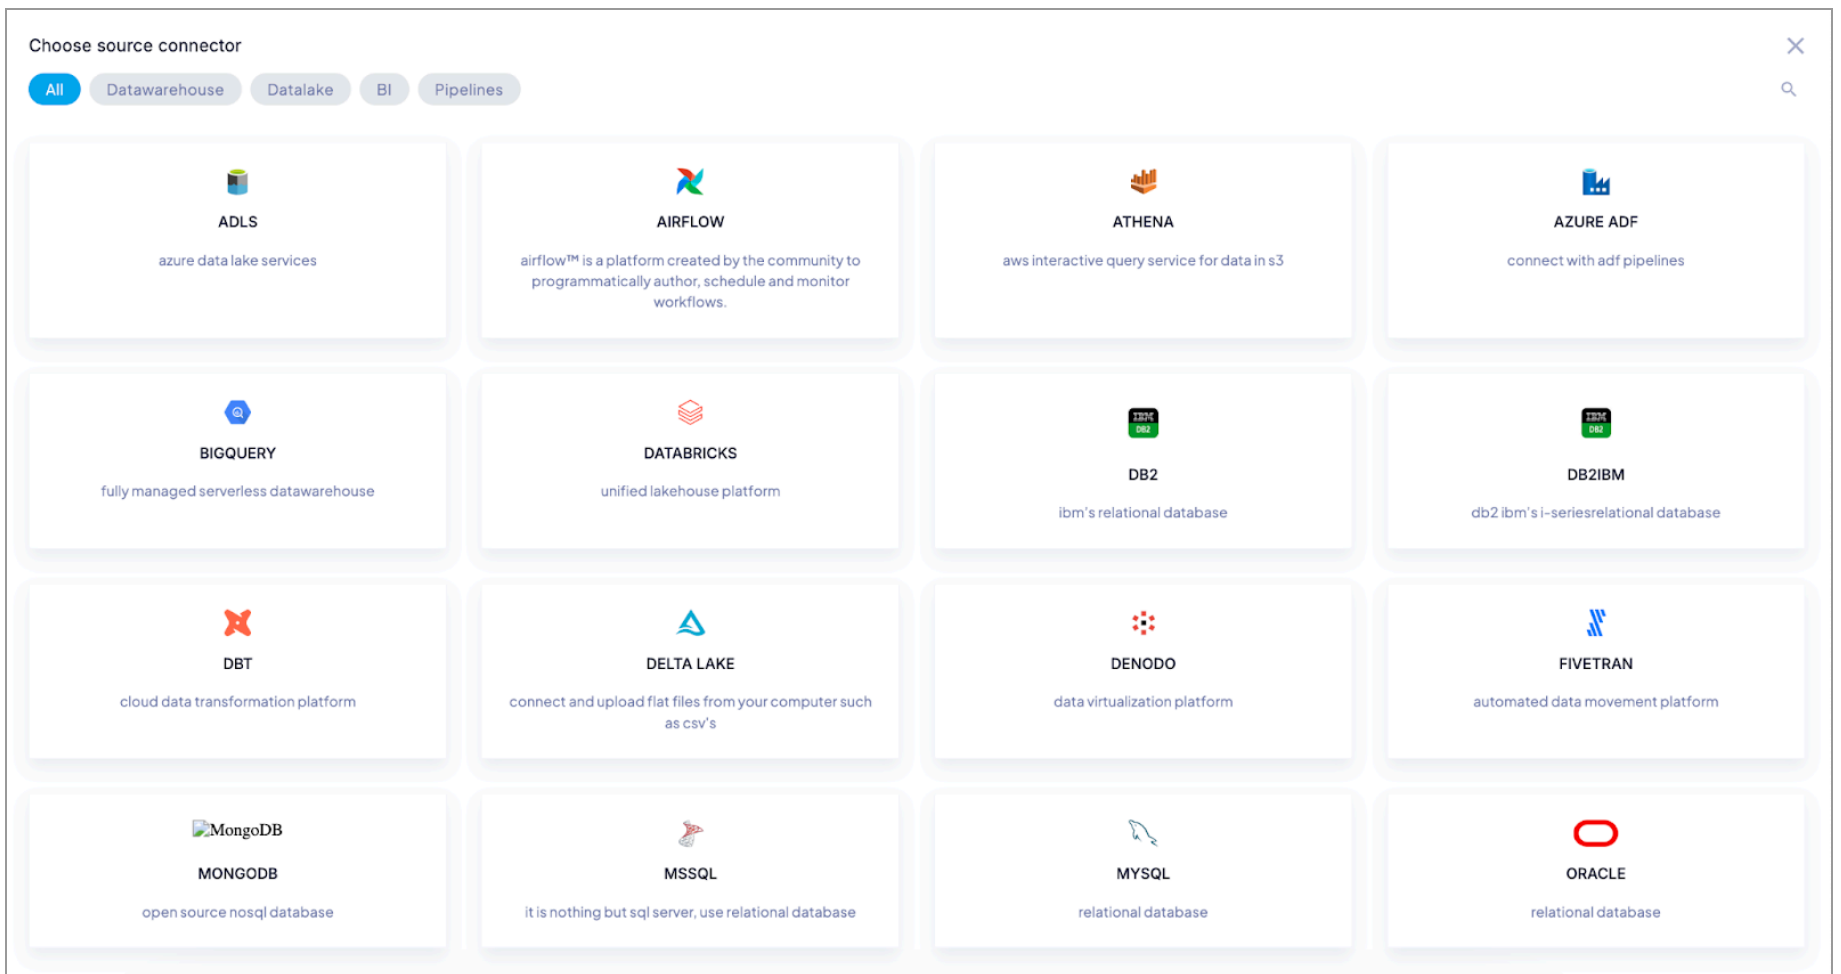 Choose source connector
All
Datawarehouse
Datalake
BI
Pipelines
ADLS
azure data lake services
AIRFLOW
airflow™ is a platform created by the community to
programmatically author, schedule and monitor
workflows.
ATHENA
aws interactive query service for data in s3
AZURE ADF
connect with adf pipelines
BIGQUERY
fully managed serverless datawarehouse
DATABRICKS
unified lakehouse platform
IBM
DB2
DB2
ibm's relational database
IBM
DB2
DB2IBM
db2 ibm's i-seriesrelational database
DBT
cloud data transformation platform
DELTA LAKE
connect and upload flat files from your computer such
as csv's
DENODO
data virtualization platform
FIVETRAN
automated data movement platform
MongoDB
MONGODB
open source nosql database
MSSQL
it is nothing but sql server, use relational database
MYSQL
relational database
ORACLE
relational database